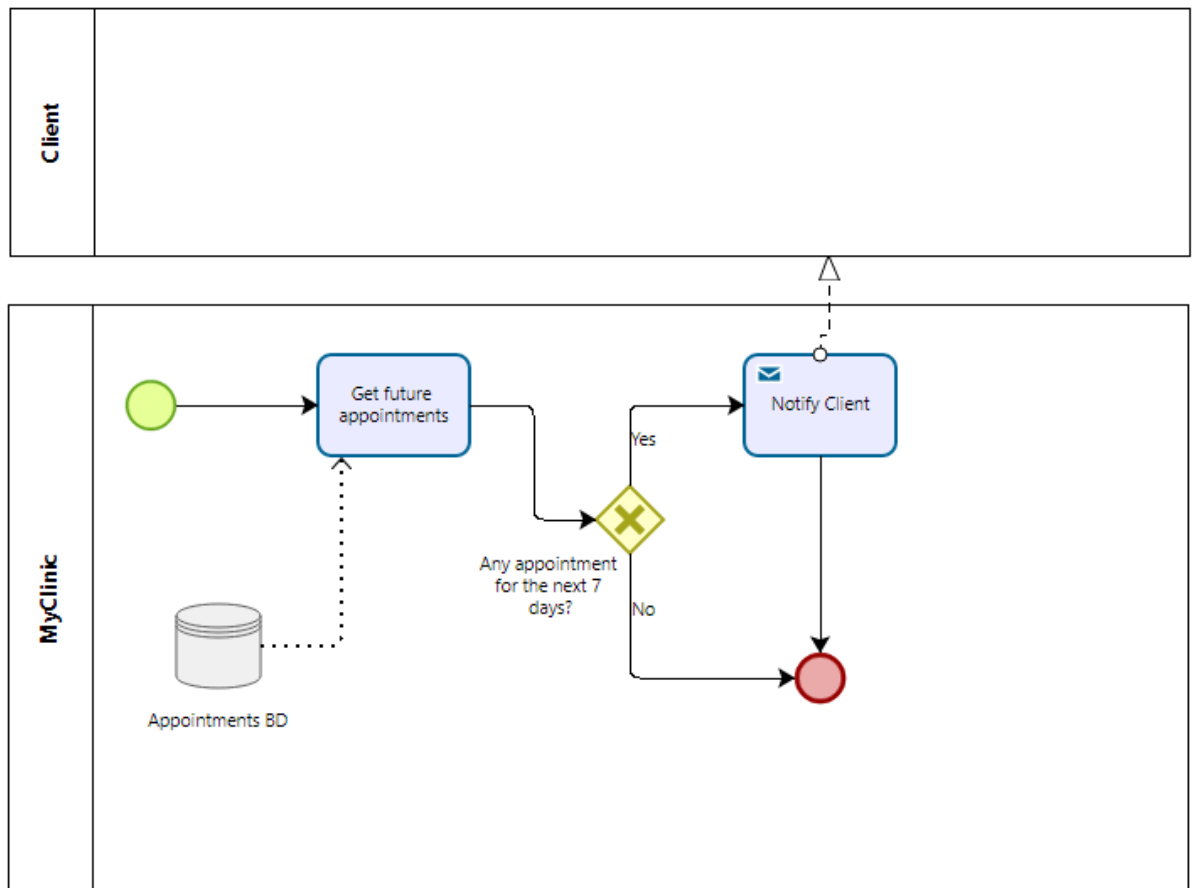 Client
MyClinic
Get future
appointments
Notify Client
Yes
Any appointment
for the next 7
days?
No
Appointments BD